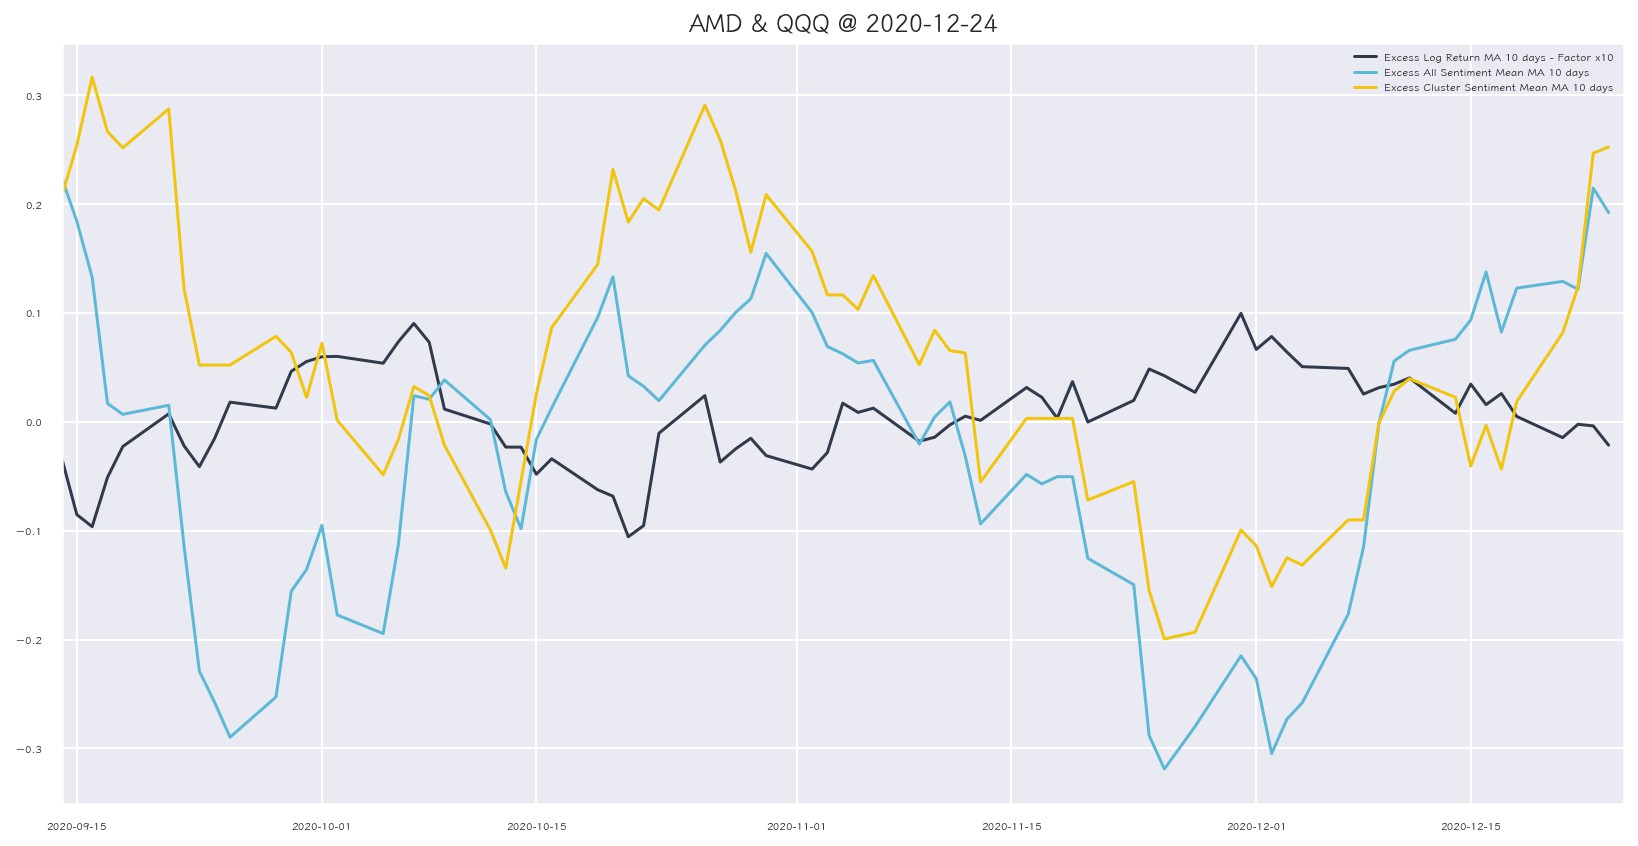 AMD & QQQ @ 2020-12-24
Excess Log Return MA 10 days - Factor x10
Excess All Sentiment Mean MA 10 days
Excess Cluster Sentiment Mean MA 10 days
0.3
0.2
0.1
0.0
−0.1
−0.2
−0.3
2020-09-15 2020-10-01 2020-10-15 2020-11-01 2020-11-15 2020-12-01 2020-12-15